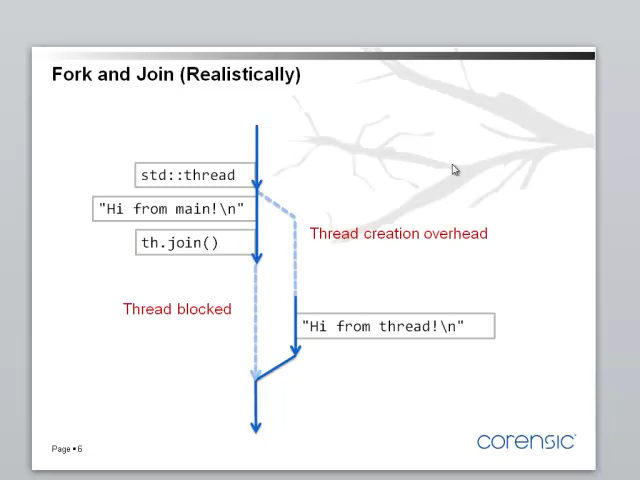 Fork and Join (Realistically)
std::thread
"Hi from main!\n"
th.join()
Thread creation overhead
Thread blocked
"Hi from thread!\n"
Page • 6
corensic